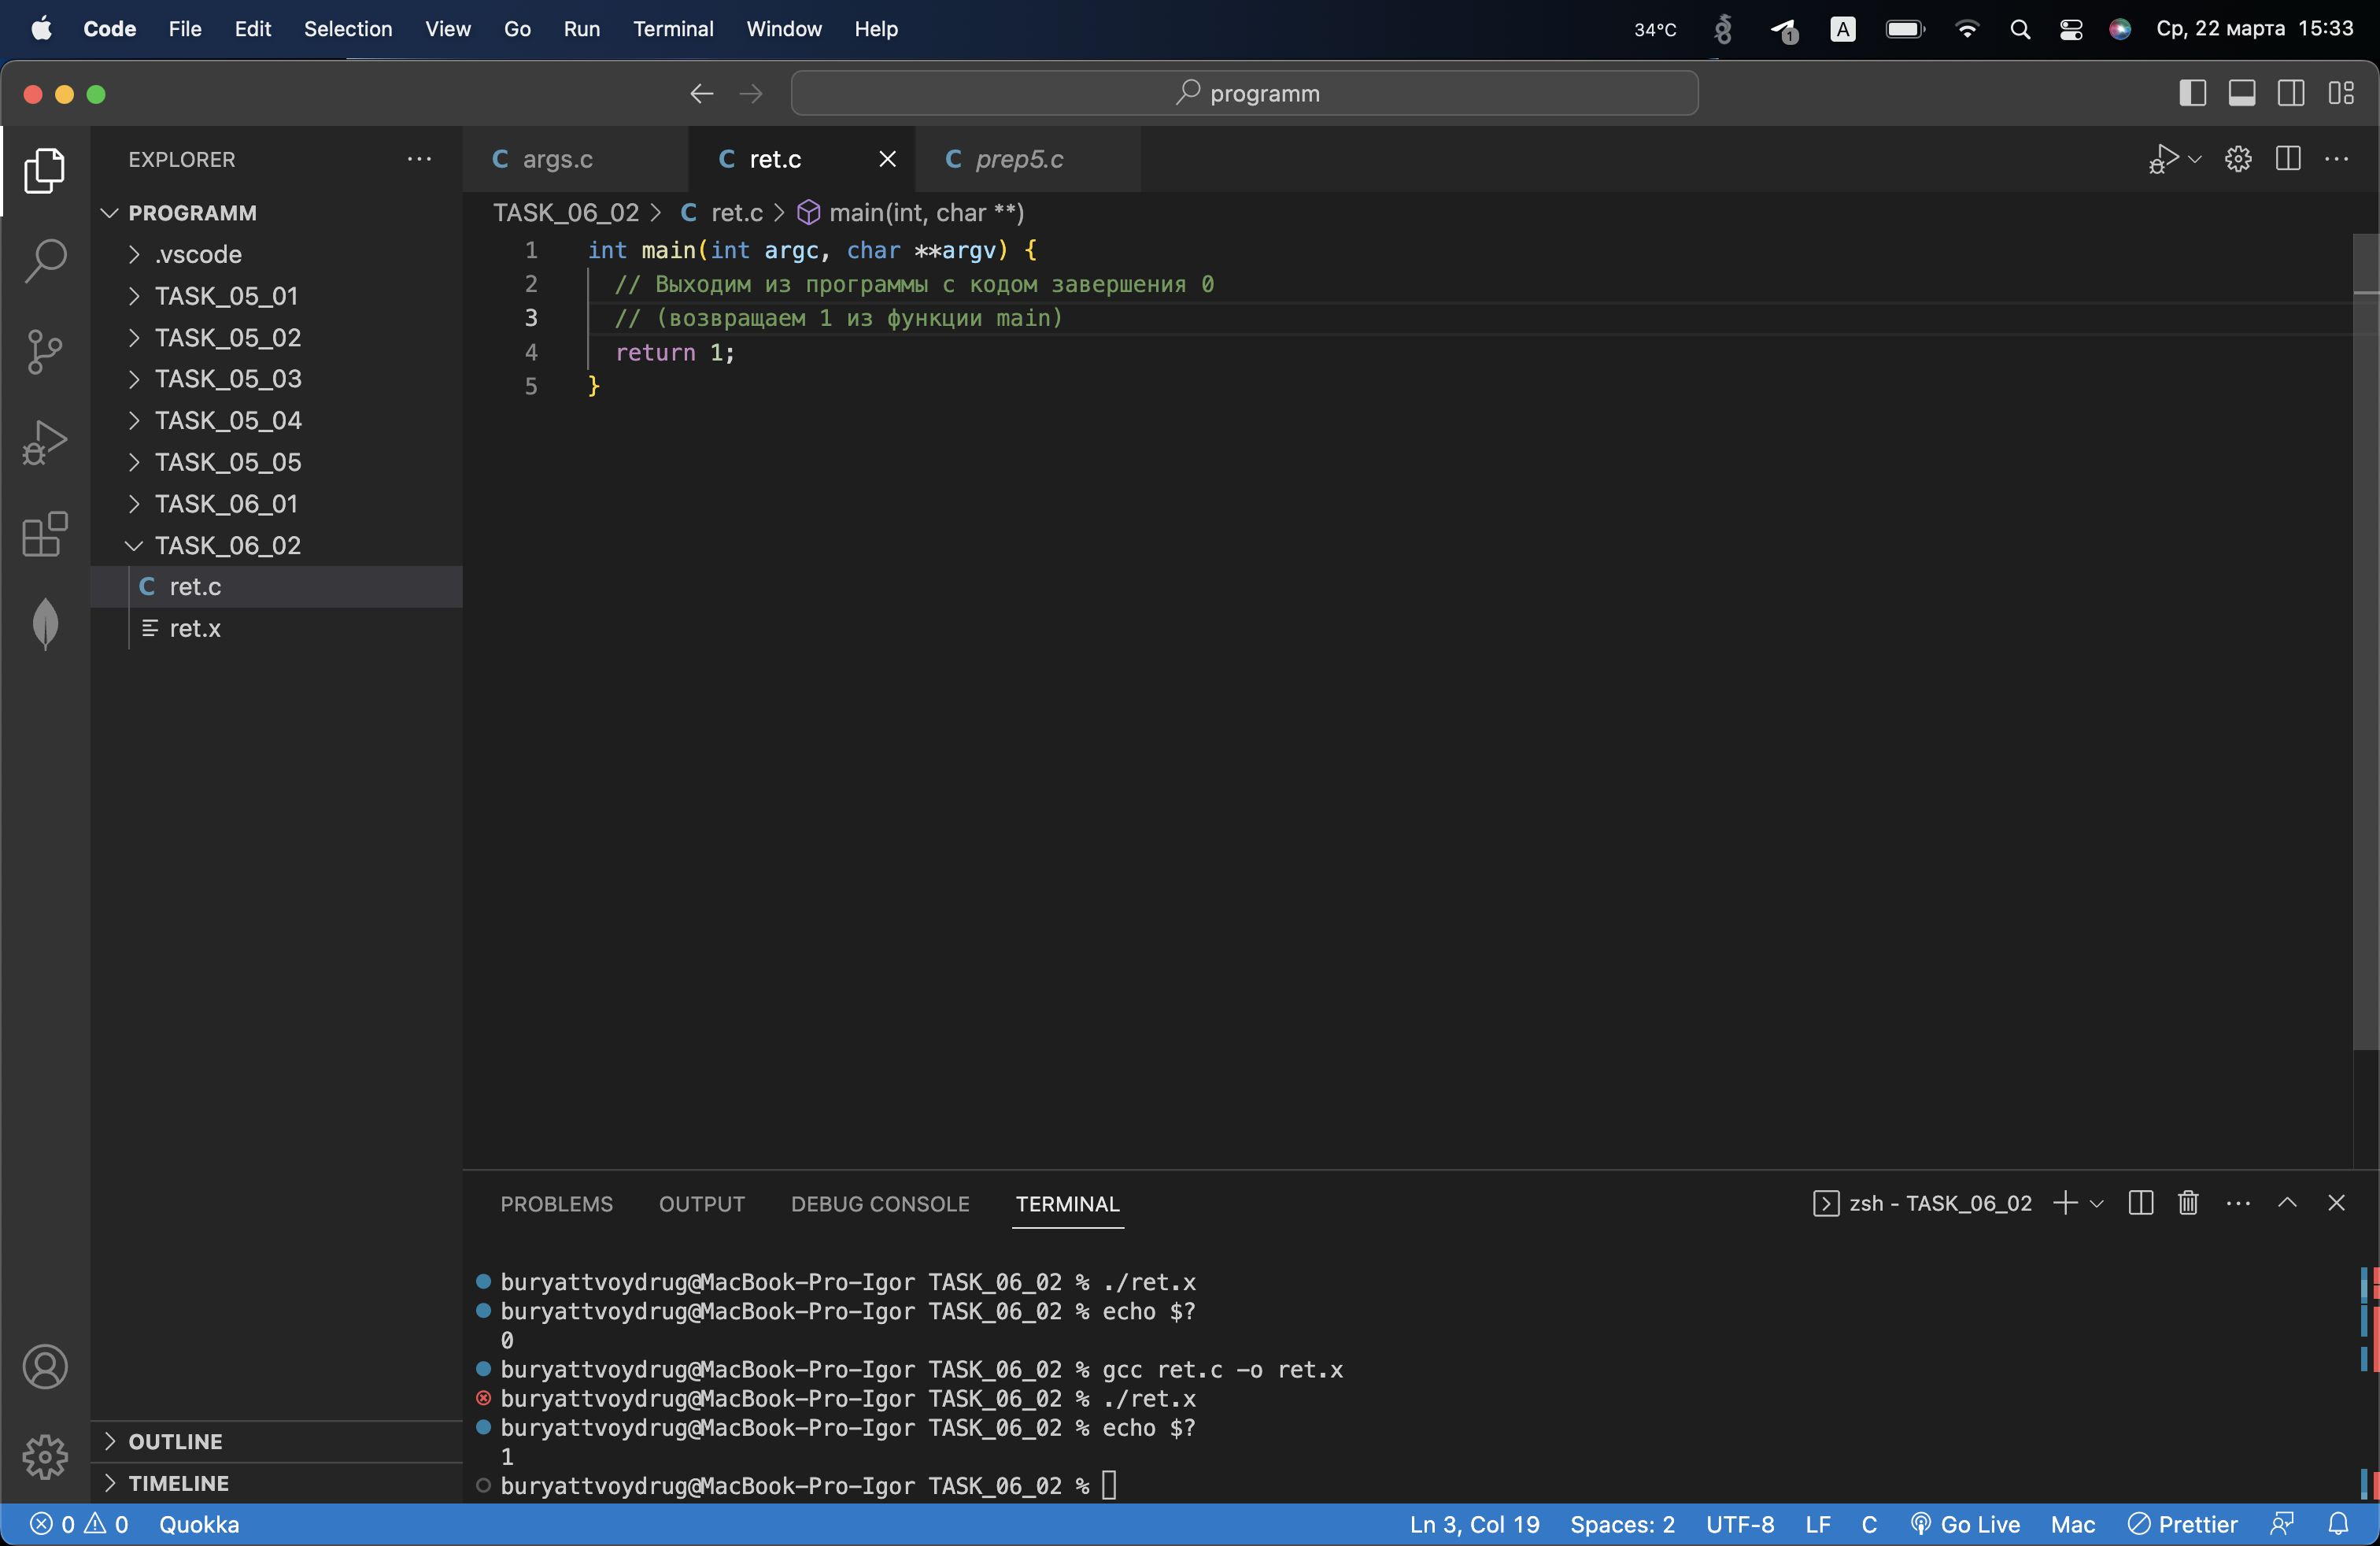 Code File Edit Selection View Go Run Terminal Window Help 34°C 1 A Ср, 22 марта 15:33
programm
EXPLORER
PROGRAMM
.vscode
TASK_05_01
TASK_05_02
TASK_05_03
TASK_05_04
TASK_05_05
TASK_06_01
TASK_06_02
C ret.c
ret.x
OUTLINE
TIMELINE
C args.c C ret.c C prep5.c
TASK_06_02 > C ret.c > main(int, char **)
1 int main(int argc, char **argv) {
2 // Выходим из программы с кодом завершения 0
3 // (возвращаем 1 из функции main)
4 return 1;
5 }
PROBLEMS OUTPUT DEBUG CONSOLE TERMINAL zsh - TASK_06_02
buryattvoydrug@MacBook-Pro-Igor TASK_06_02 % ./ret.x
buryattvoydrug@MacBook-Pro-Igor TASK_06_02 % echo $?
0
buryattvoydrug@MacBook-Pro-Igor TASK_06_02 % gcc ret.c -o ret.x
buryattvoydrug@MacBook-Pro-Igor TASK_06_02 % ./ret.x
buryattvoydrug@MacBook-Pro-Igor TASK_06_02 % echo $?
1
buryattvoydrug@MacBook-Pro-Igor TASK_06_02 %
0 0 Quokka Ln 3, Col 19 Spaces: 2 UTF-8 LF C Go Live Mac Prettier